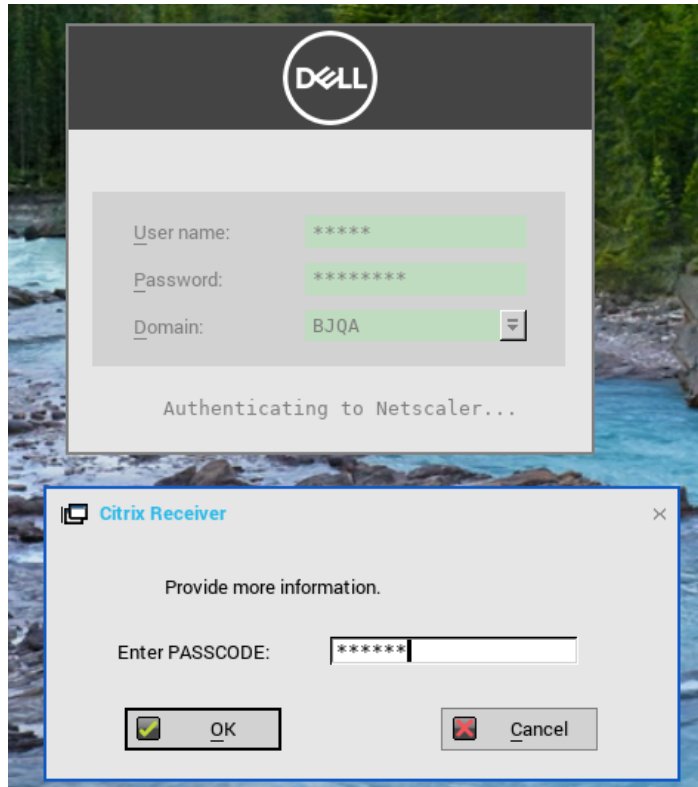 DELL
User name: *****
Password: ********
Domain: BJQA
Authenticating to Netscaler...
Citrix Receiver
Provide more information.
Enter PASSCODE: ******
OK Cancel